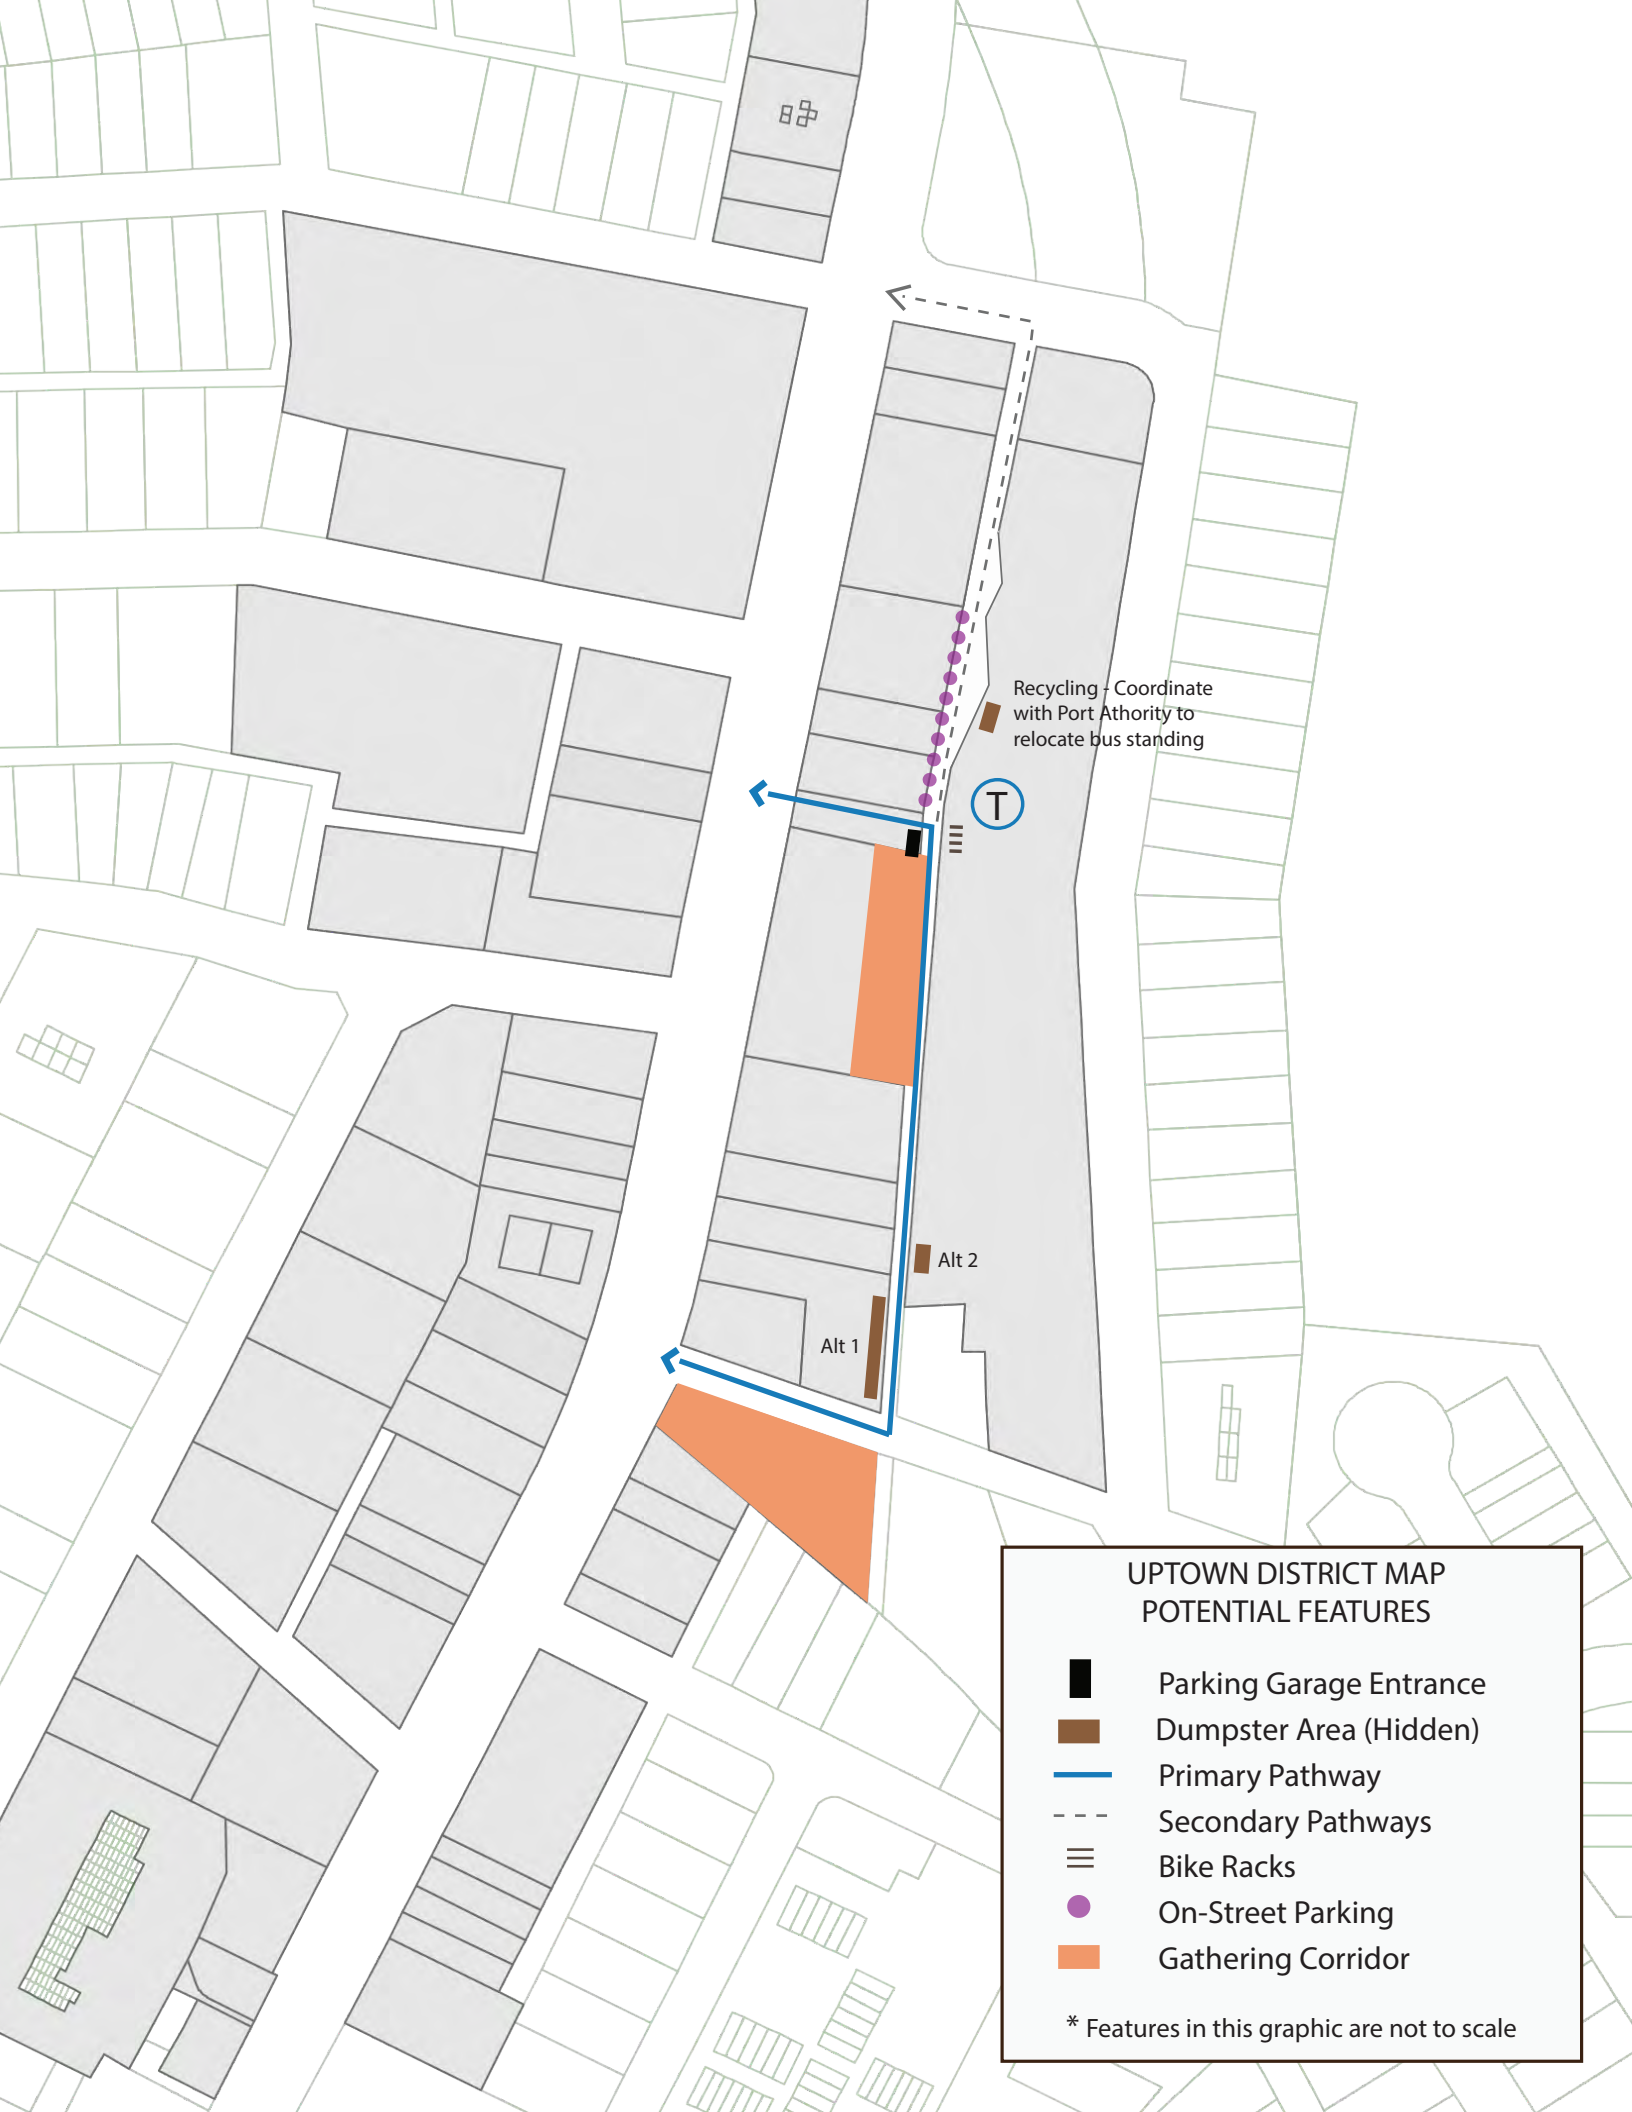 Recycling - Coordinate
with Port Athority to
relocate bus standing
T
Alt 2
Alt 1
UPTOWN DISTRICT MAP
POTENTIAL FEATURES
Parking Garage Entrance
Dumpster Area (Hidden)
Primary Pathway
Secondary Pathways
Bike Racks
On-Street Parking
Gathering Corridor
* Features in this graphic are not to scale